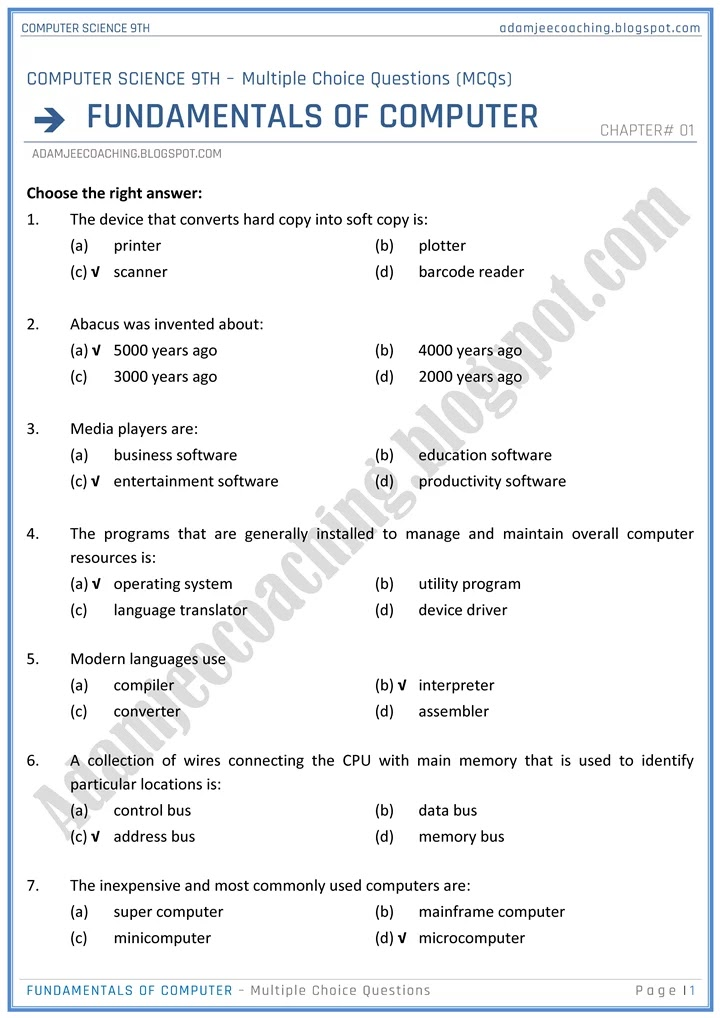 COMPUTER SCIENCE 9TH adamjeecoaching.blogspot.com
COMPUTER SCIENCE 9TH – Multiple Choice Questions (MCQs)
➔ FUNDAMENTALS OF COMPUTER
CHAPTER# 01
ADAMJEECOACHING.BLOGSPOT.COM
Choose the right answer:
1. The device that converts hard copy into soft copy is:
(a) printer (b) plotter
(c) √ scanner (d) barcode reader
2. Abacus was invented about:
(a) √ 5000 years ago (b) 4000 years ago
(c) 3000 years ago (d) 2000 years ago
3. Media players are:
(a) business software (b) education software
(c) √ entertainment software (d) productivity software
4. The programs that are generally installed to manage and maintain overall computer
resources is:
(a) √ operating system (b) utility program
(c) language translator (d) device driver
5. Modern languages use
(a) compiler (b) √ interpreter
(c) converter (d) assembler
6. A collection of wires connecting the CPU with main memory that is used to identify
particular locations is:
(a) control bus (b) data bus
(c) √ address bus (d) memory bus
7. The inexpensive and most commonly used computers are:
(a) super computer (b) mainframe computer
(c) minicomputer (d) √ microcomputer
Adamjeecoaching.blogspot.com
FUNDAMENTALS OF COMPUTER – Multiple Choice Questions Page | 1